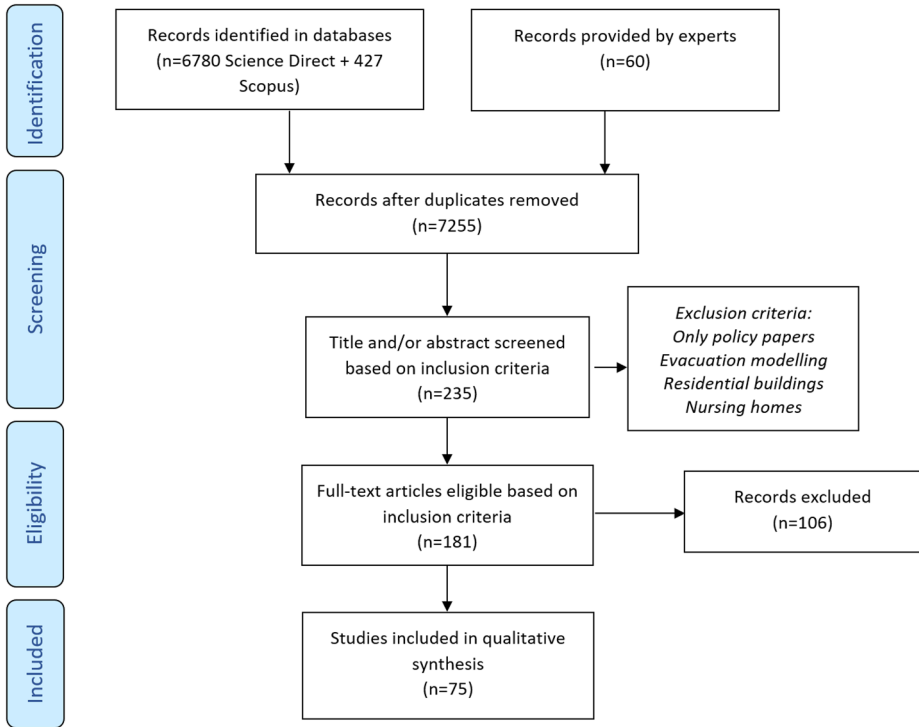 Identification
Records identified in databases
(n=6780 Science Direct + 427
Scopus)
Records provided by experts
(n=60)
Screening
Records after duplicates removed
(n=7255)
Title and/or abstract screened
based on inclusion criteria
(n=235)
Exclusion criteria:
Only policy papers
Evacuation modelling
Residential buildings
Nursing homes
Eligibility
Full-text articles eligible based on
inclusion criteria
(n=181)
Records excluded
(n=106)
Included
Studies included in qualitative
synthesis
(n=75)